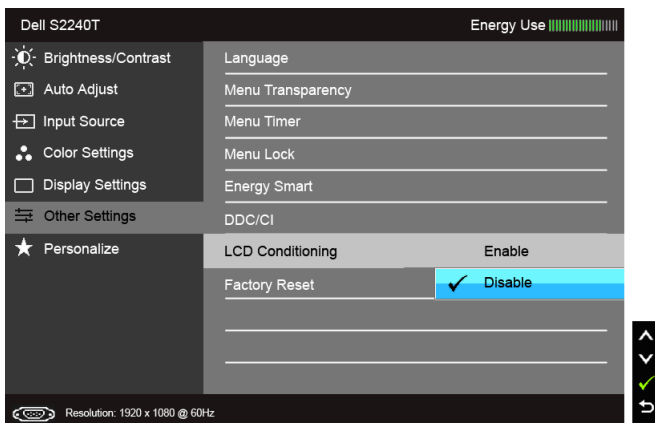 Dell S2240T
Energy Use
Brightness/Contrast
Auto Adjust
Input Source
Color Settings
Display Settings
Other Settings
Personalize
Language
Menu Transparency
Menu Timer
Menu Lock
Energy Smart
DDC/CI
LCD Conditioning
Enable
Factory Reset
Disable
Resolution: 1920 x 1080 @ 60Hz